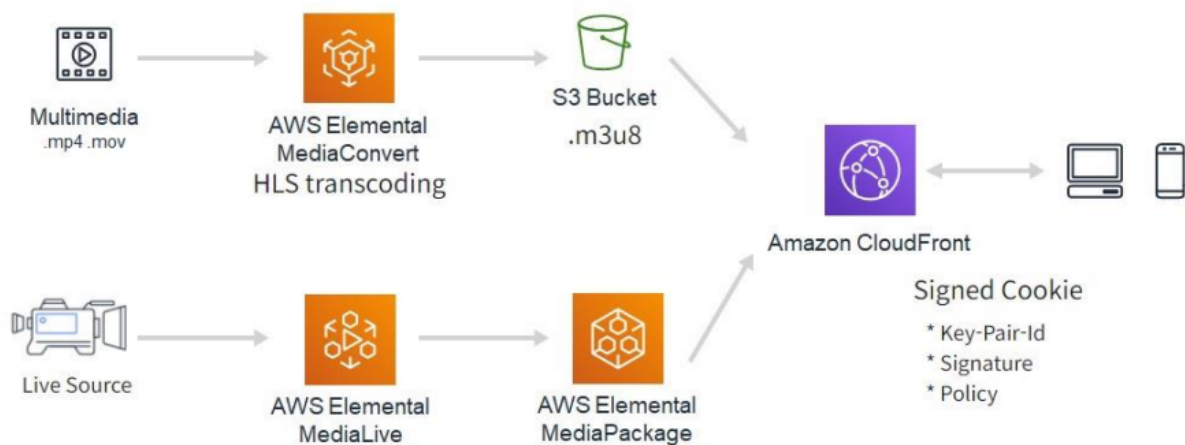 Multimedia
.mp4 .mov
AWS Elemental
MediaConvert
HLS transcoding
S3 Bucket
.m3u8
Amazon CloudFront
Signed Cookie
* Key-Pair-Id
* Signature
* Policy
Live Source
AWS Elemental
MediaLive
AWS Elemental
MediaPackage